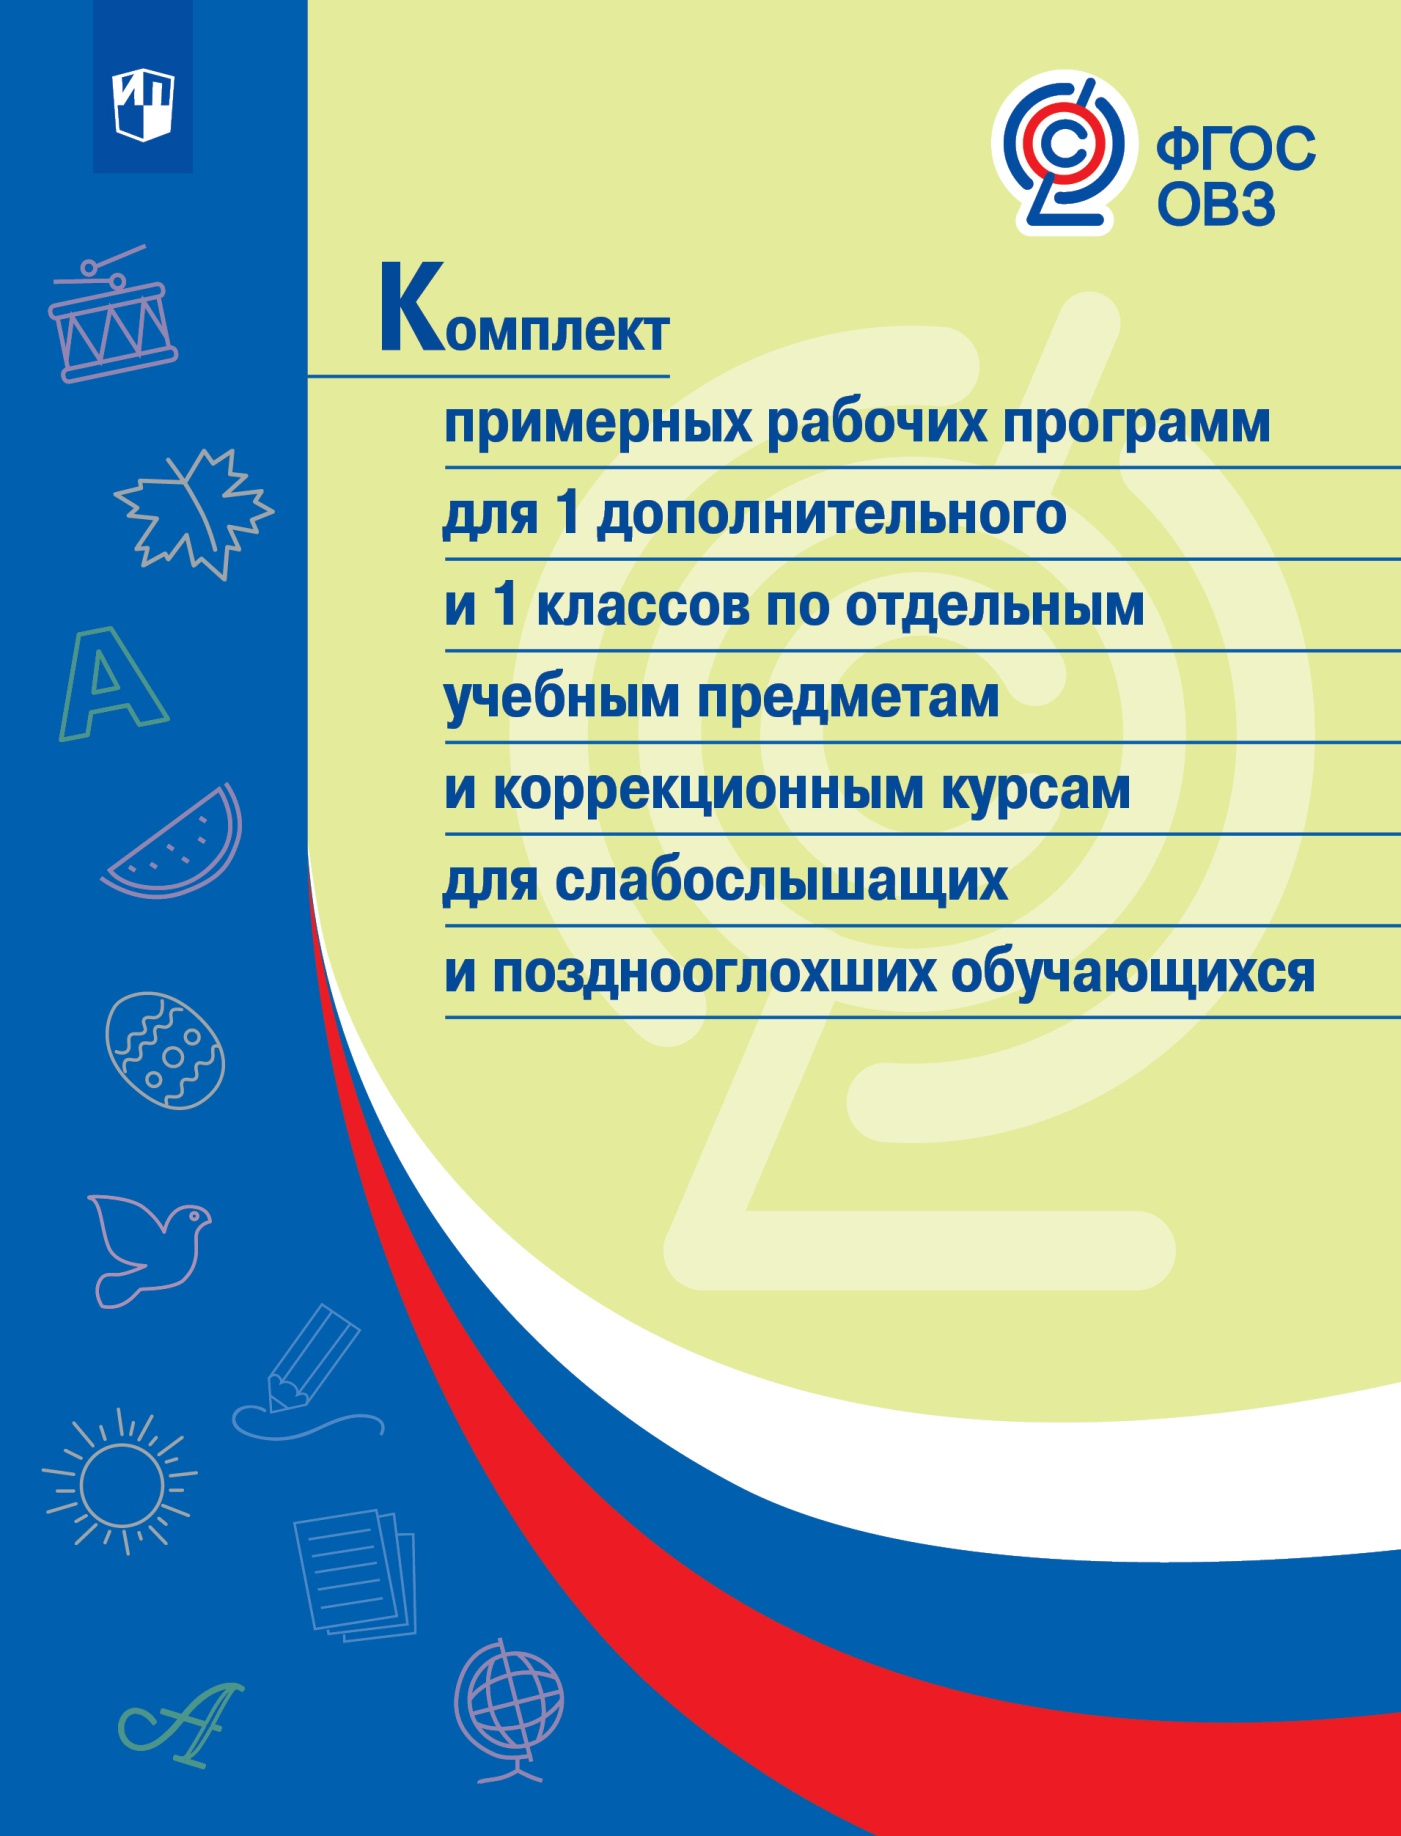 ИП
ФГОС
ОВЗ
Комплект
примерных рабочих программ
для 1 дополнительного
и 1 классов по отдельным
учебным предметам
и коррекционным курсам
для слабослышащих
и позднооглохших обучающихся
А
А